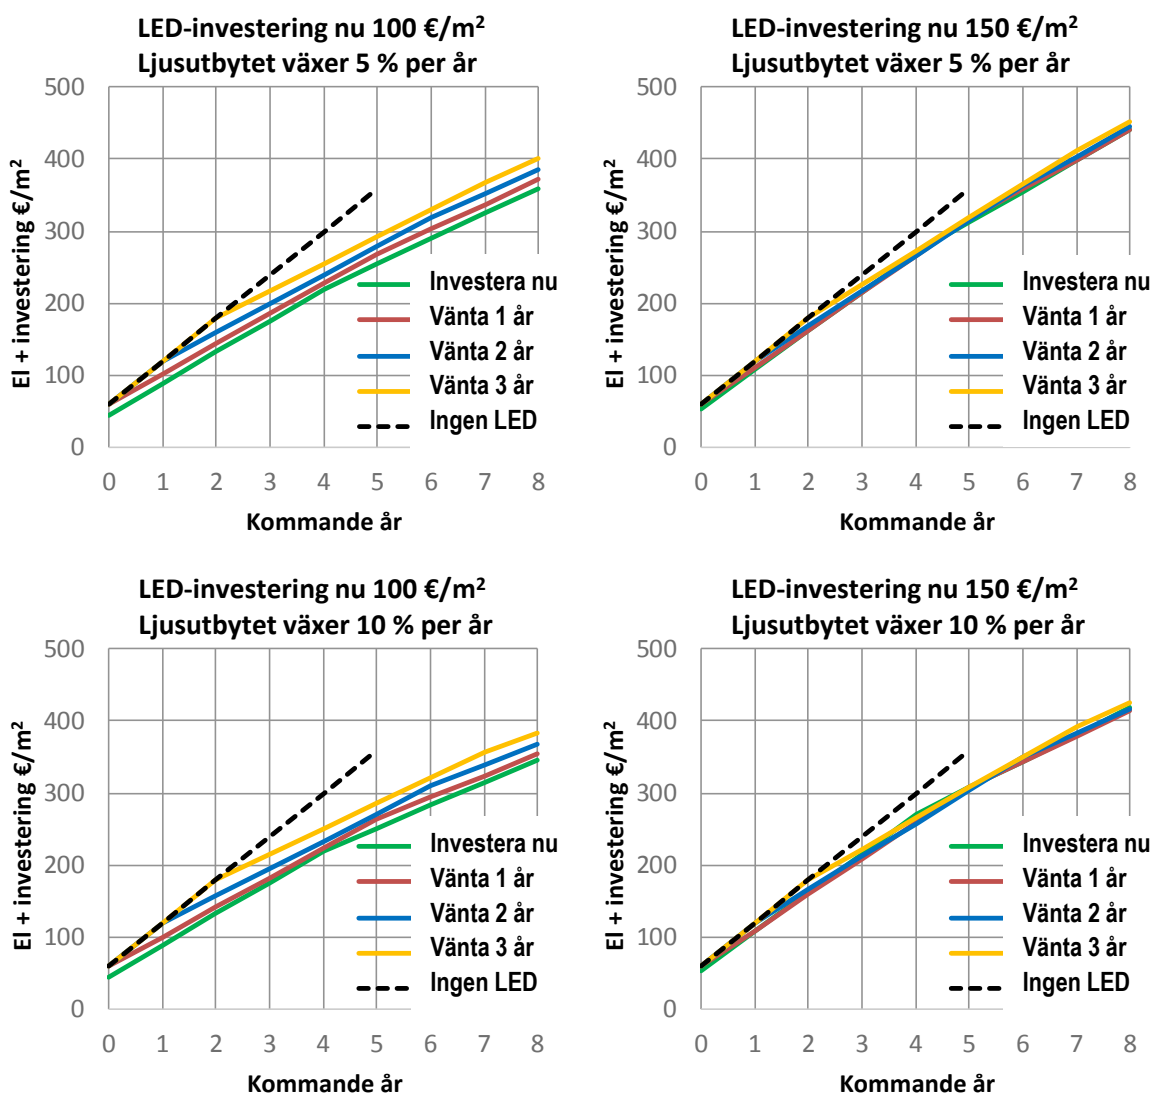 LED-investering nu 100 €/m²
Ljusutbytet växer 5 % per år
El + investering €/m²
500
400
300
200
100
0
0 1 2 3 4 5 6 7 8
Kommande år
Investera nu
Vänta 1 år
Vänta 2 år
Vänta 3 år
Ingen LED
LED-investering nu 150 €/m²
Ljusutbytet växer 5 % per år
El + investering €/m²
500
400
300
200
100
0
0 1 2 3 4 5 6 7 8
Kommande år
Investera nu
Vänta 1 år
Vänta 2 år
Vänta 3 år
Ingen LED
LED-investering nu 100 €/m²
Ljusutbytet växer 10 % per år
El + investering €/m²
500
400
300
200
100
0
0 1 2 3 4 5 6 7 8
Kommande år
Investera nu
Vänta 1 år
Vänta 2 år
Vänta 3 år
Ingen LED
LED-investering nu 150 €/m²
Ljusutbytet växer 10 % per år
El + investering €/m²
500
400
300
200
100
0
0 1 2 3 4 5 6 7 8
Kommande år
Investera nu
Vänta 1 år
Vänta 2 år
Vänta 3 år
Ingen LED